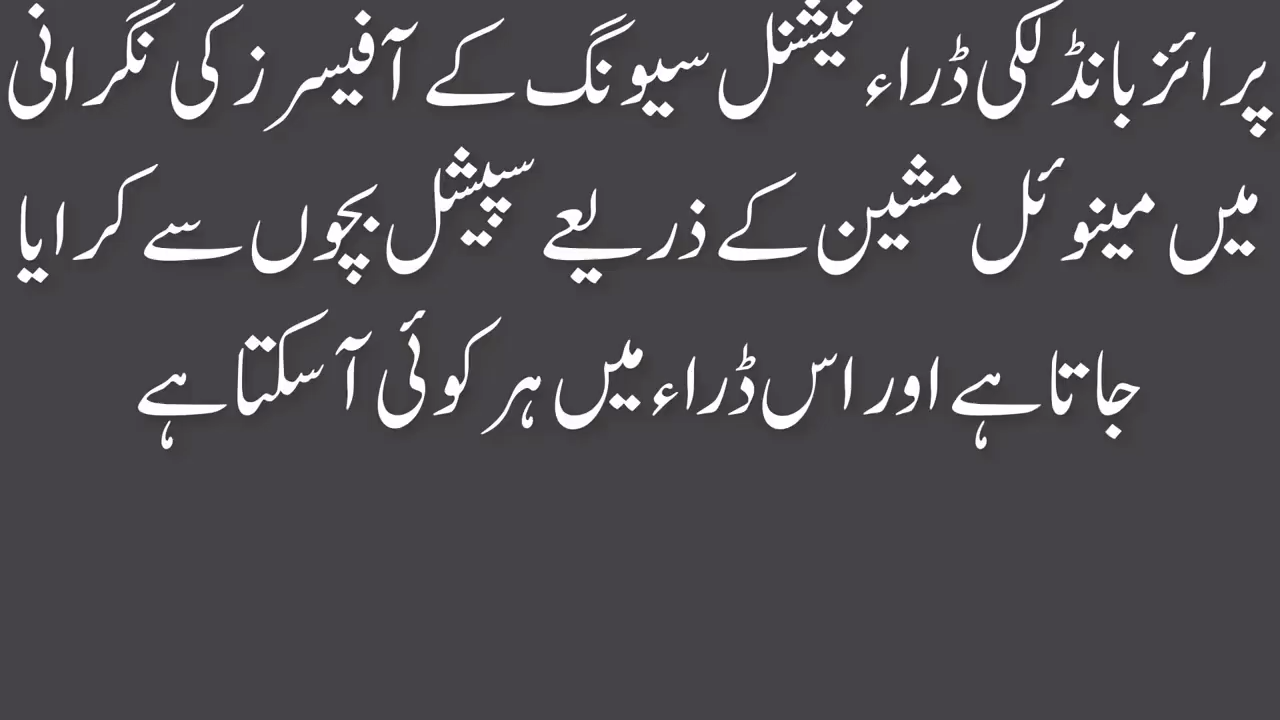 پرائز بانڈ لکی ڈراء نیشنل سیونگ کے آفیسرز کی نگرانی
میں مینوئل مشین کے ذریعے سپیشل بچوں سے کرایا
جاتا ہے اور اس ڈراء میں ہر کوئی آ سکتا ہے